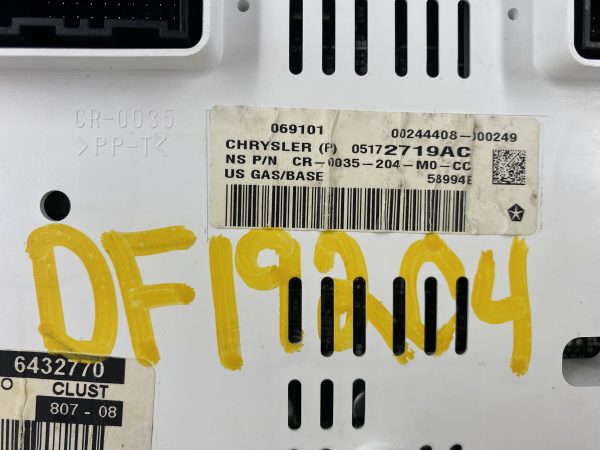 CR-0035
>PP-T<
069101 00244408-000249
CHRYSLER (P) 05172719AC
NS P/N CR-0035-204-M0-CC
US GAS/BASE 58994E
DF19204
6432770
O CLUST
807-08